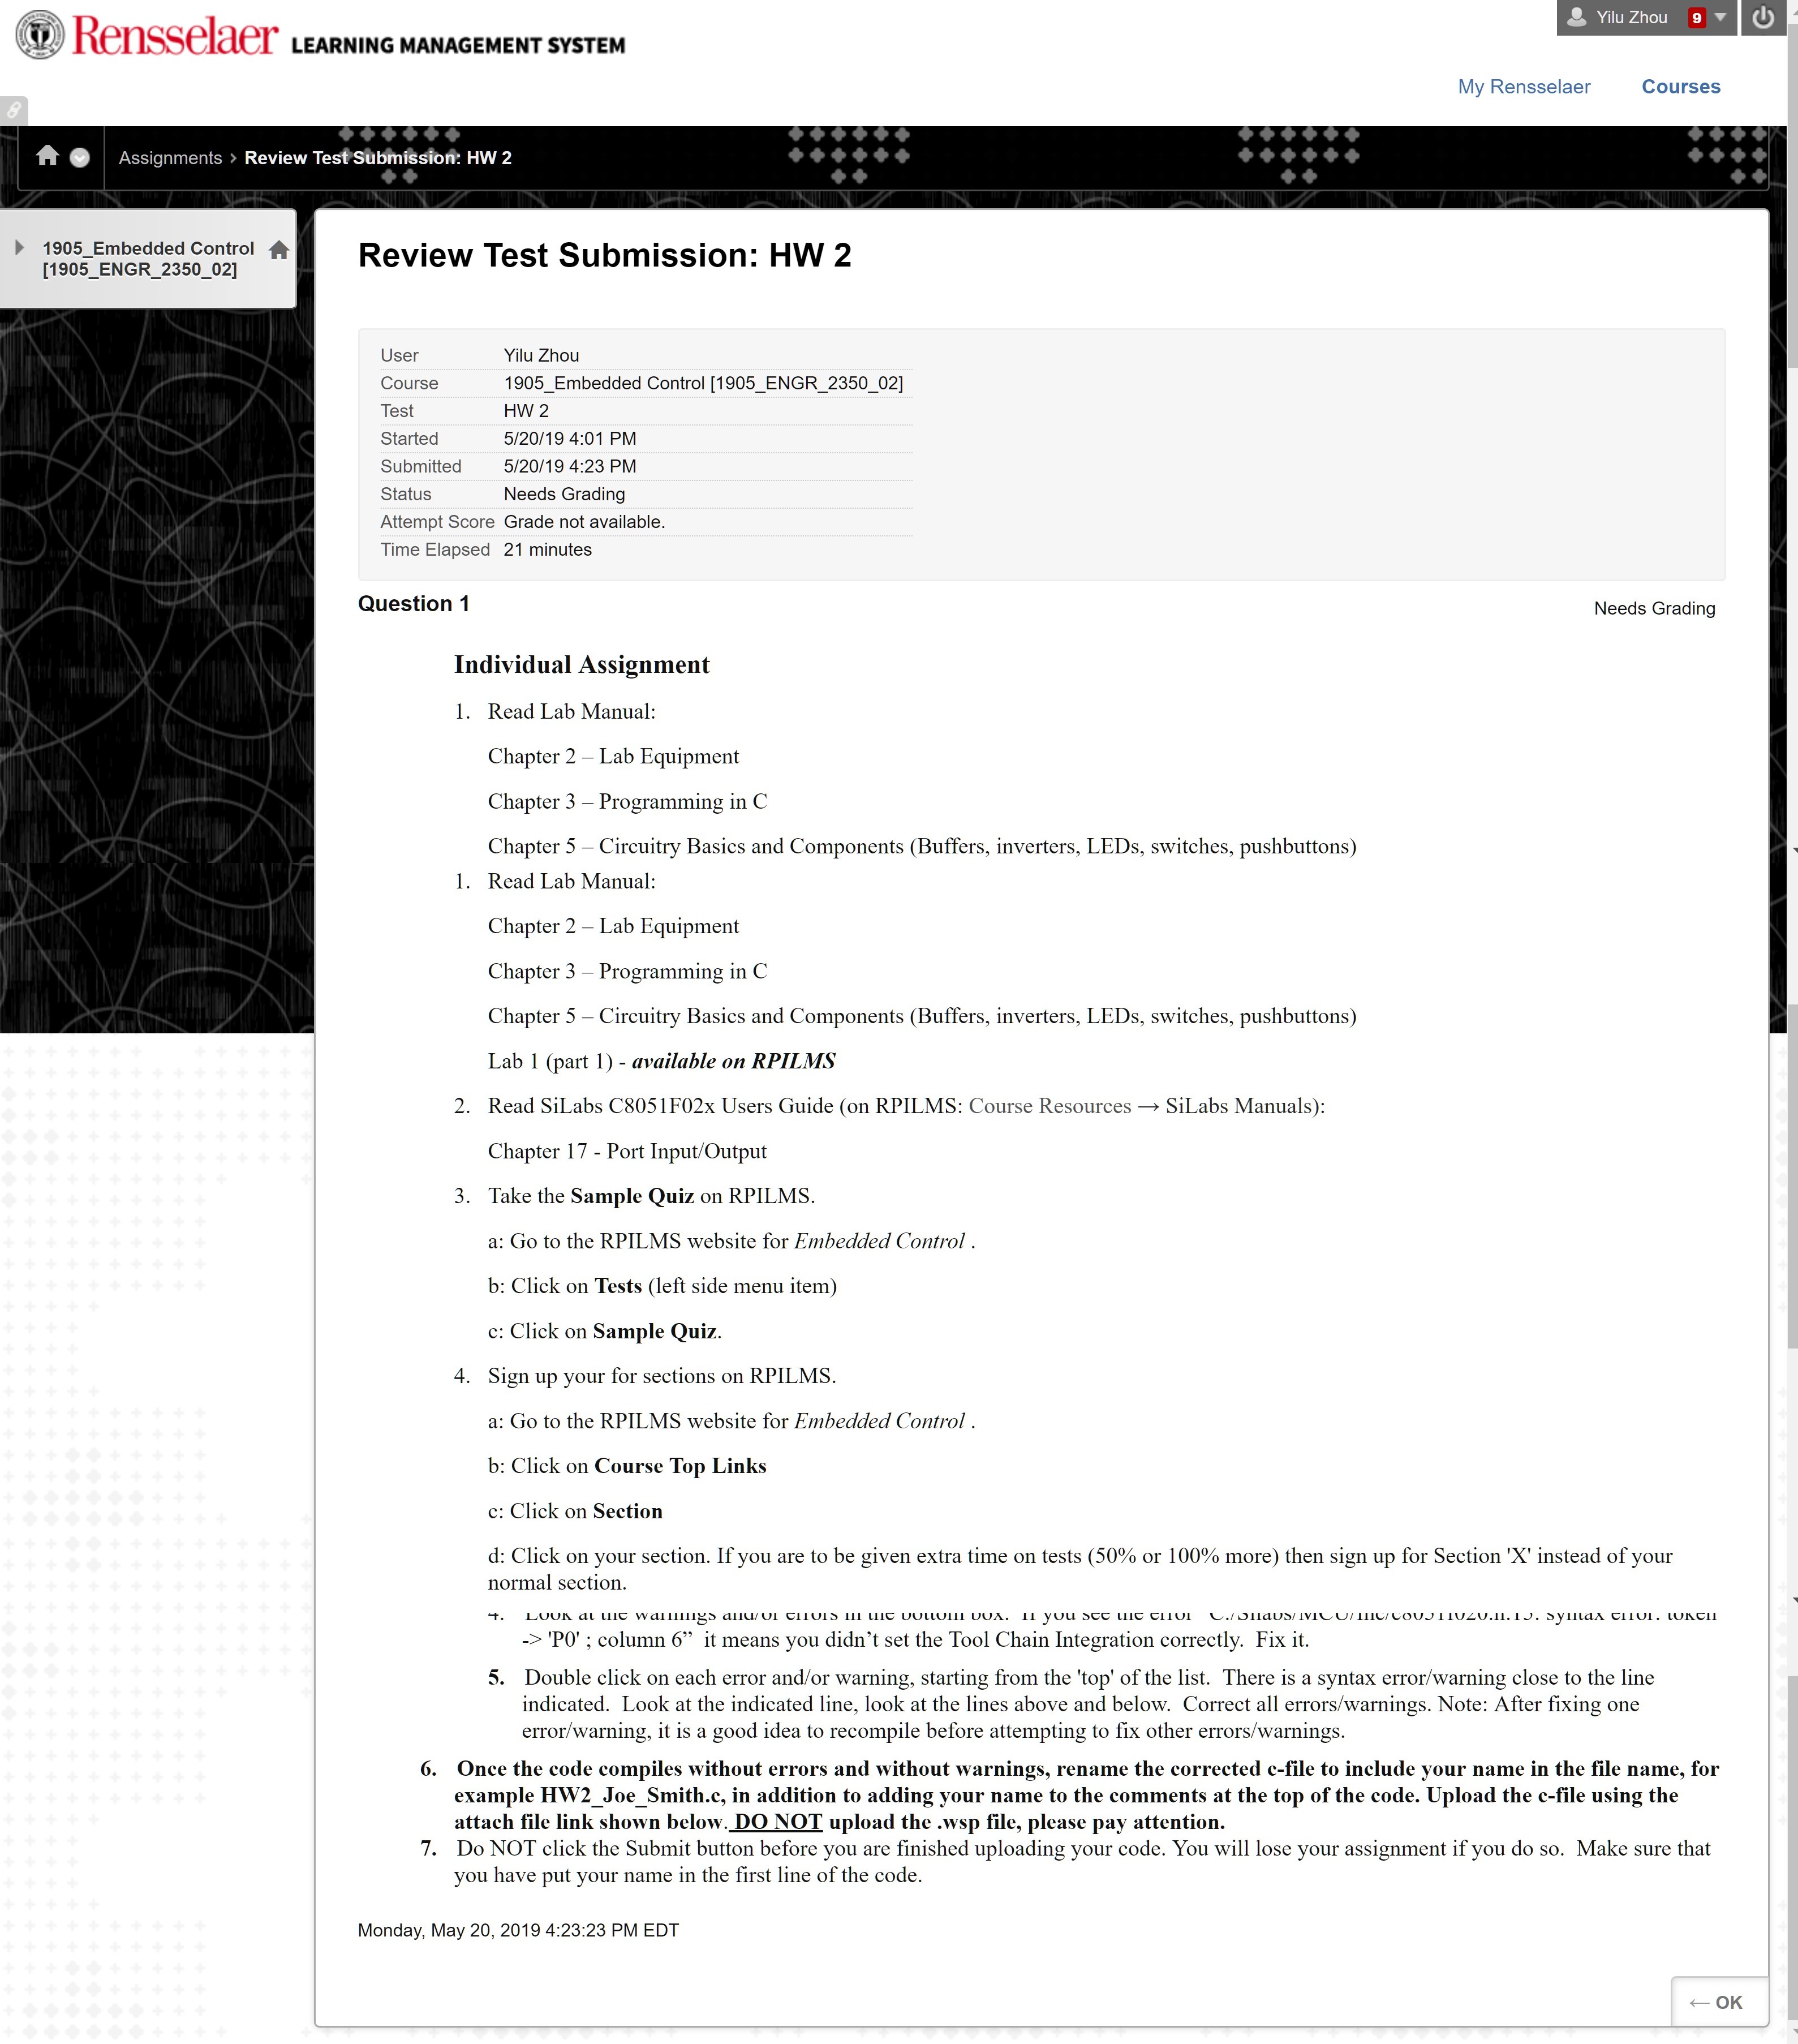 Rensselaer LEARNING MANAGEMENT SYSTEM
Yilu Zhou 9
My Rensselaer Courses
Assignments > Review Test Submission: HW 2
1905_Embedded Control
[1905_ENGR_2350_02]
Review Test Submission: HW 2
User Yilu Zhou
Course 1905_Embedded Control [1905_ENGR_2350_02]
Test HW 2
Started 5/20/19 4:01 PM
Submitted 5/20/19 4:23 PM
Status Needs Grading
Attempt Score Grade not available.
Time Elapsed 21 minutes
Question 1
Needs Grading
Individual Assignment
1. Read Lab Manual:
Chapter 2 – Lab Equipment
Chapter 3 – Programming in C
Chapter 5 – Circuitry Basics and Components (Buffers, inverters, LEDs, switches, pushbuttons)
1. Read Lab Manual:
Chapter 2 – Lab Equipment
Chapter 3 – Programming in C
Chapter 5 – Circuitry Basics and Components (Buffers, inverters, LEDs, switches, pushbuttons)
Lab 1 (part 1) - available on RPILMS
2. Read SiLabs C8051F02x Users Guide (on RPILMS: Course Resources → SiLabs Manuals):
Chapter 17 - Port Input/Output
3. Take the Sample Quiz on RPILMS.
a: Go to the RPILMS website for Embedded Control .
b: Click on Tests (left side menu item)
c: Click on Sample Quiz.
4. Sign up your for sections on RPILMS.
a: Go to the RPILMS website for Embedded Control .
b: Click on Course Top Links
c: Click on Section
d: Click on your section. If you are to be given extra time on tests (50% or 100% more) then sign up for Section 'X' instead of your
normal section.
4. Look at the warnings and/or errors in the bottom box. If you see the error syntax error: token
-> 'P0' ; column 6” it means you didn’t set the Tool Chain Integration correctly. Fix it.
5. Double click on each error and/or warning, starting from the 'top' of the list. There is a syntax error/warning close to the line
indicated. Look at the indicated line, look at the lines above and below. Correct all errors/warnings. Note: After fixing one
error/warning, it is a good idea to recompile before attempting to fix other errors/warnings.
6. Once the code compiles without errors and without warnings, rename the corrected c-file to include your name in the file name, for
example HW2_Joe_Smith.c, in addition to adding your name to the comments at the top of the code. Upload the c-file using the
attach file link shown below. DO NOT upload the .wsp file, please pay attention.
7. Do NOT click the Submit button before you are finished uploading your code. You will lose your assignment if you do so. Make sure that
you have put your name in the first line of the code.
Monday, May 20, 2019 4:23:23 PM EDT
← OK